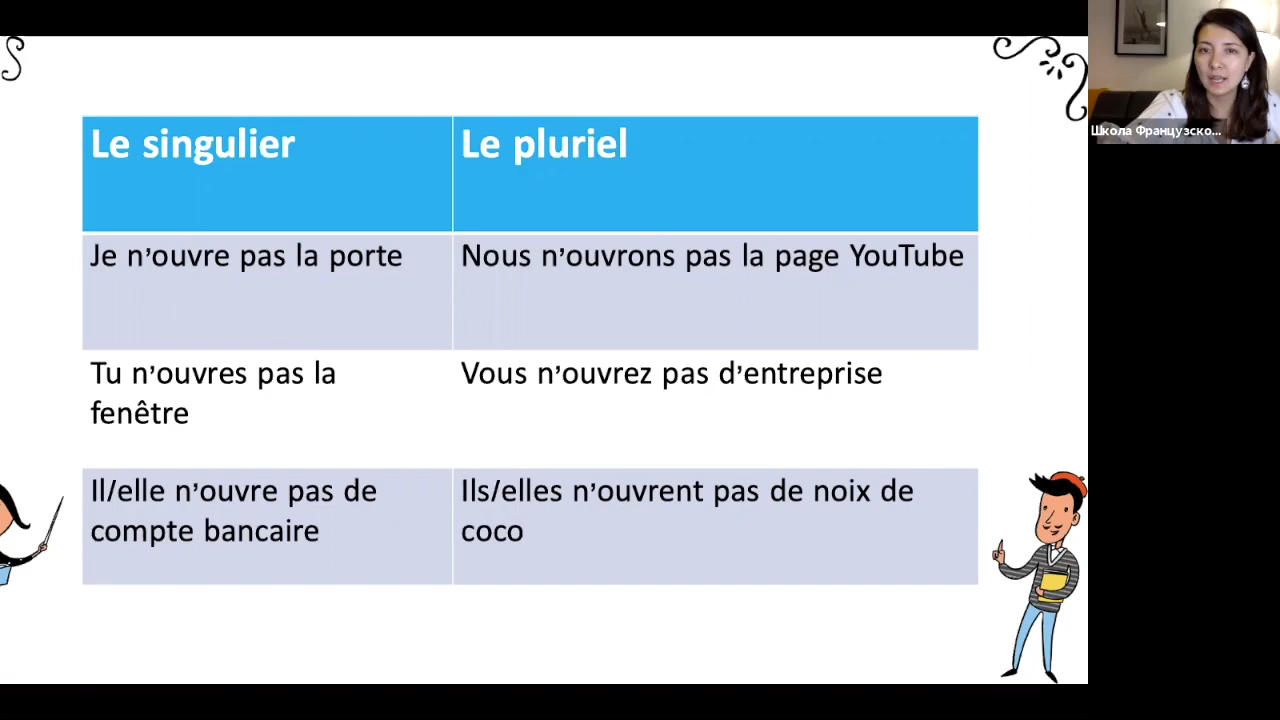 Le singulier
Le pluriel
Je n’ouvre pas la porte
Nous n’ouvrons pas la page YouTube
Tu n’ouvres pas la
fenêtre
Vous n’ouvrez pas d’entreprise
Il/elle n’ouvre pas de
compte bancaire
Ils/elles n’ouvrent pas de noix de
coco
Школа Французско...